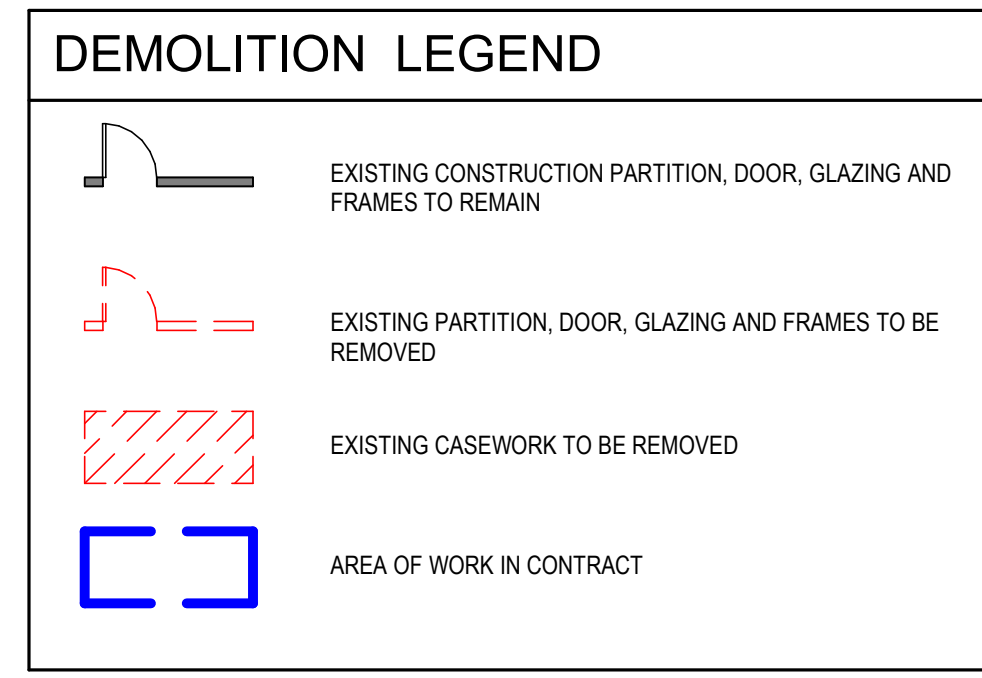 DEMOLITION LEGEND
EXISTING CONSTRUCTION PARTITION, DOOR, GLAZING AND
FRAMES TO REMAIN
EXISTING PARTITION, DOOR, GLAZING AND FRAMES TO BE
REMOVED
EXISTING CASEWORK TO BE REMOVED
AREA OF WORK IN CONTRACT